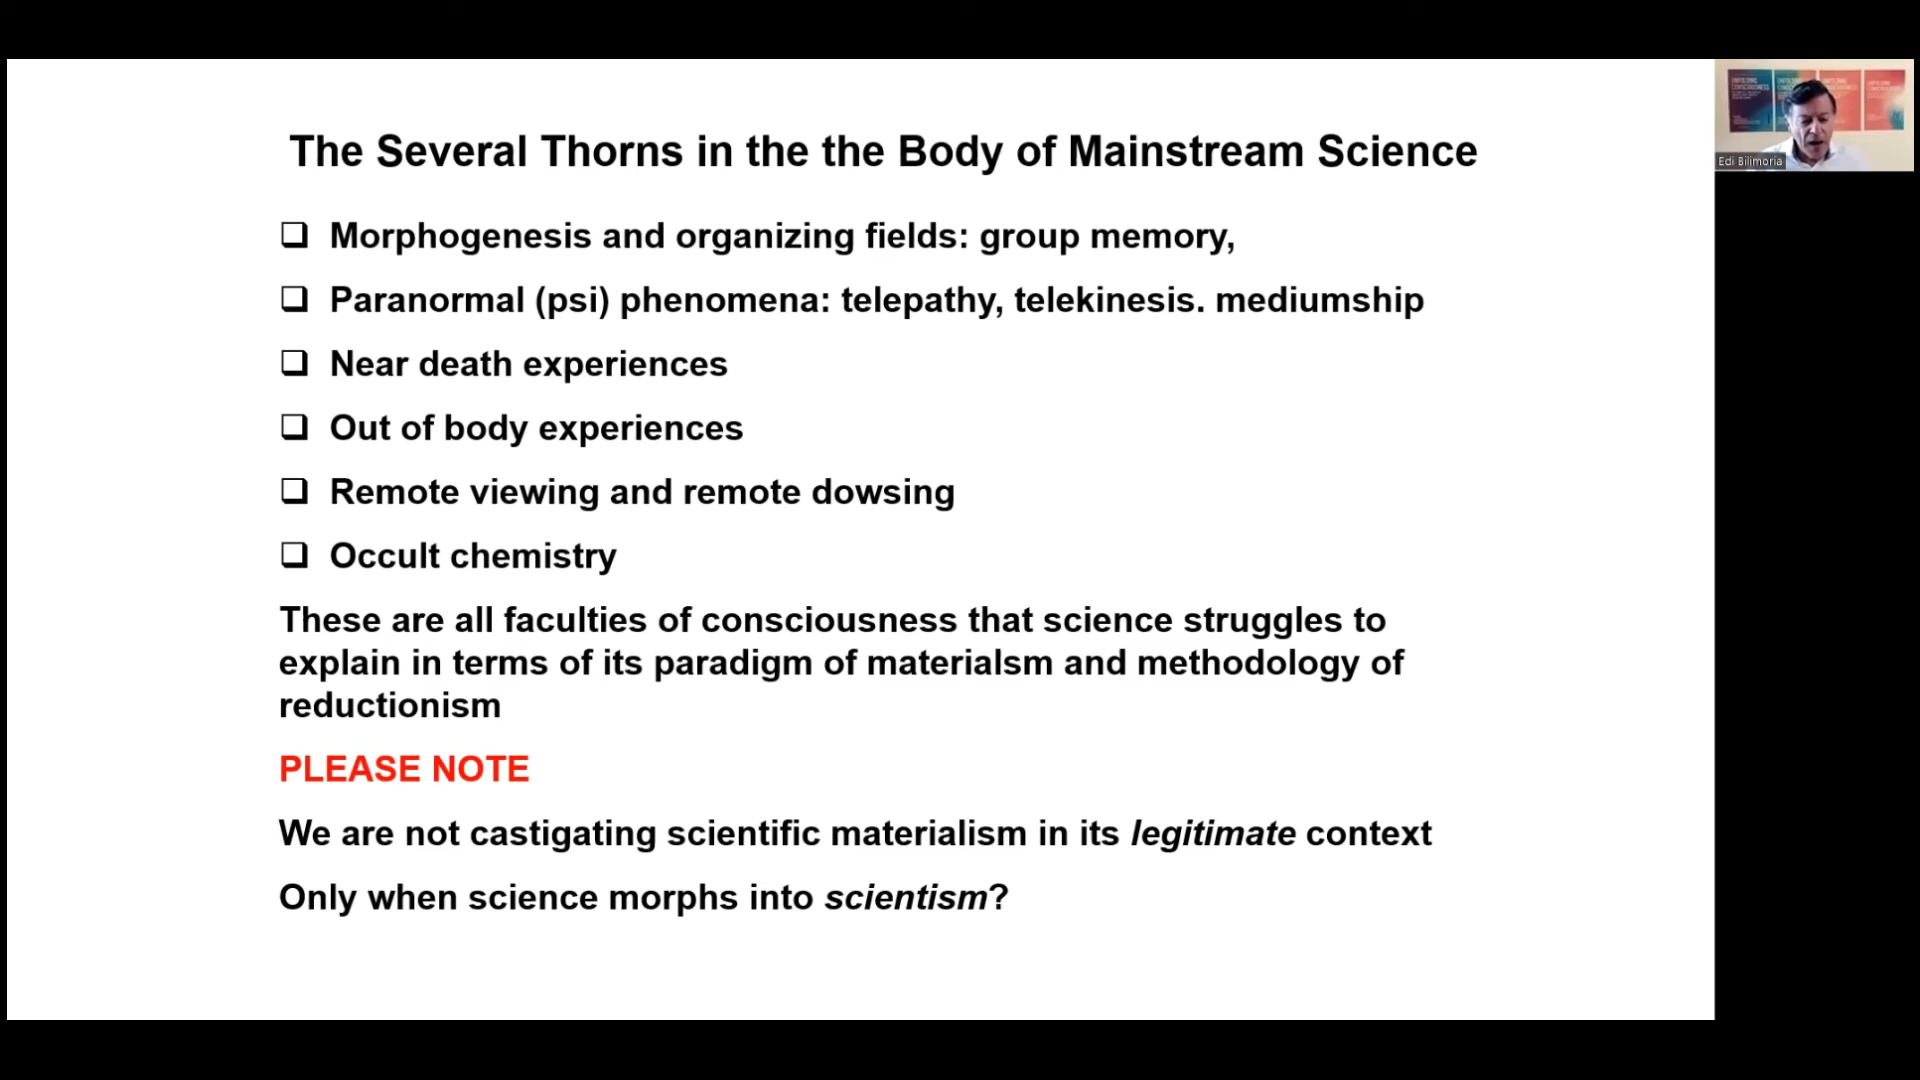 The Several Thorns in the the Body of Mainstream Science
Morphogenesis and organizing fields: group memory,
Paranormal (psi) phenomena: telepathy, telekinesis. mediumship
Near death experiences
Out of body experiences
Remote viewing and remote dowsing
Occult chemistry
These are all faculties of consciousness that science struggles to
explain in terms of its paradigm of materialsm and methodology of
reductionism
PLEASE NOTE
We are not castigating scientific materialism in its legitimate context
Only when science morphs into scientism?
UNFOLDING
CONSCIOUSNESS
Edi Bilimoria